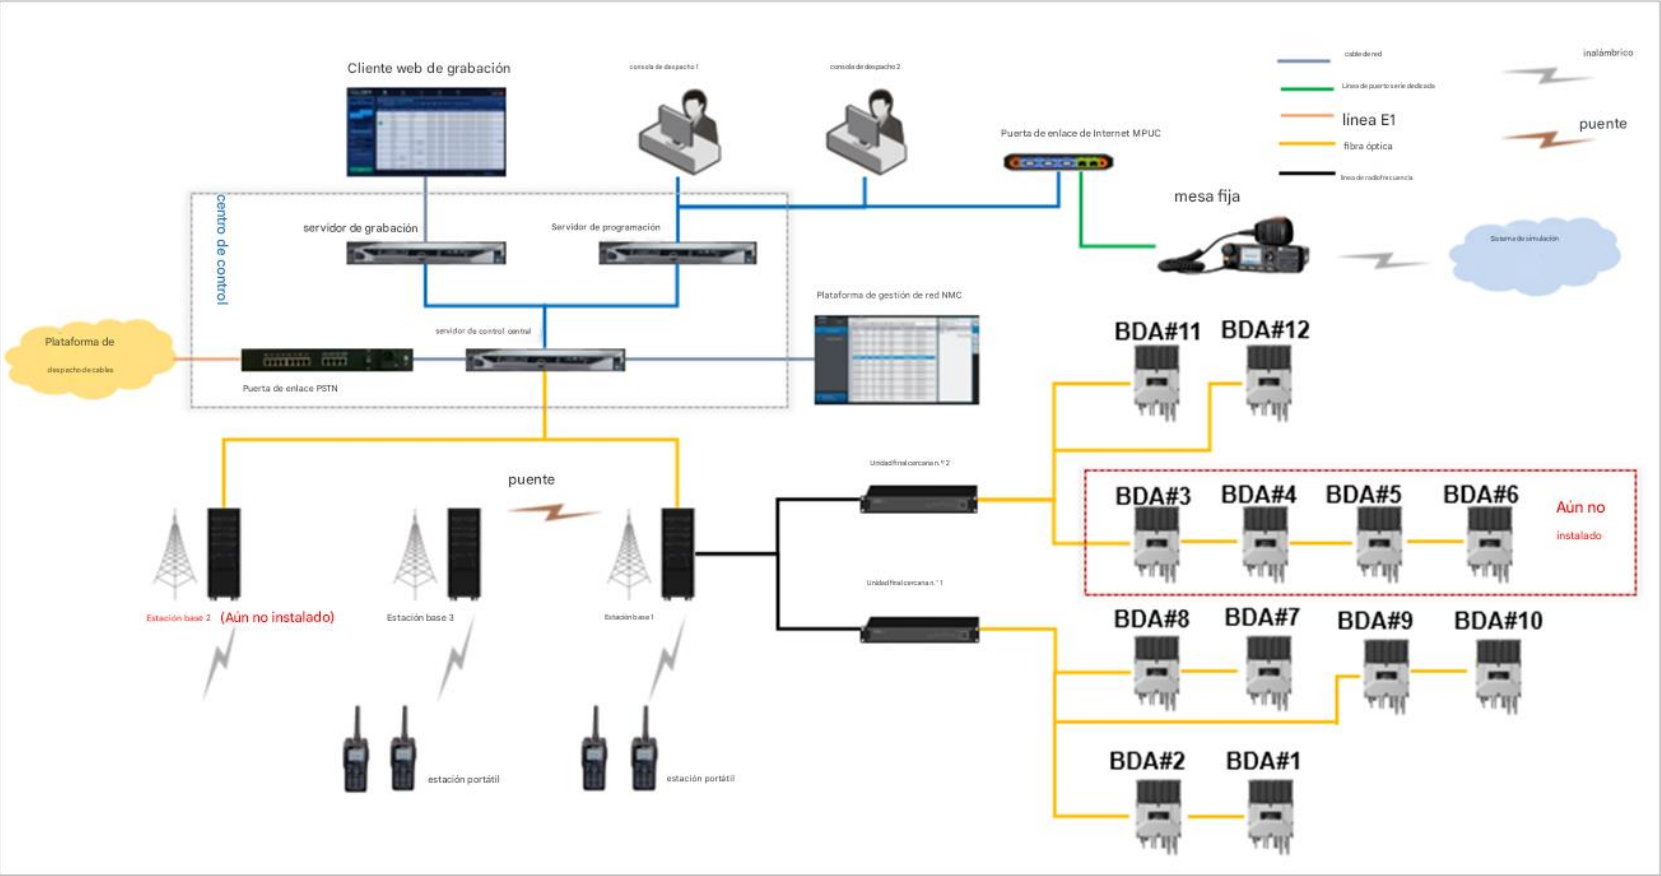 Cliente web de grabación
consola de despacho 1
consola de despacho 2
cable de red
inalámbrico
Línea de puerto serie dedicada
línea E1
puente
fibra óptica
línea de radiofrecuencia
Puerta de enlace de Internet MPUC
mesa fija
Sistema de simulación
centro de control
servidor de grabación
Servidor de programación
Plataforma de gestión de red NMC
servidor de control central
Plataforma de
despacho de cables
Puerta de enlace PSTN
BDA#11
BDA#12
Unidad final cercana n.º 2
puente
BDA#3
BDA#4
BDA#5
BDA#6
Aún no
instalado
Unidad final cercana n.º 1
Estación base 2 (Aún no instalado)
Estación base 3
Estación base 1
BDA#8
BDA#7
BDA#9
BDA#10
estación portátil
estación portátil
BDA#2
BDA#1